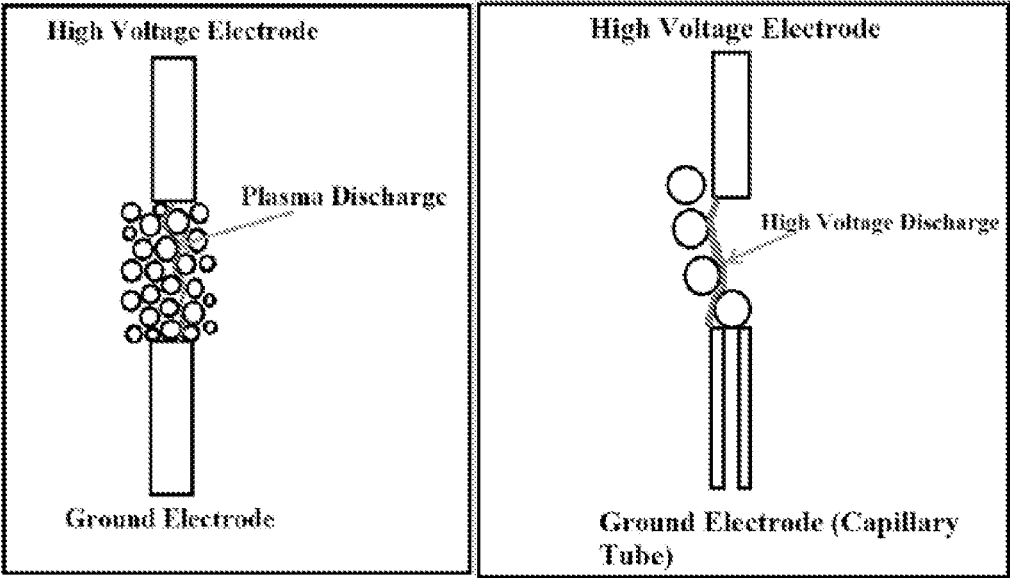 High Voltage Electrode
Plasma Discharge
Ground Electrode
High Voltage Electrode
High Voltage Discharge
Ground Electrode (Capillary
Tube)